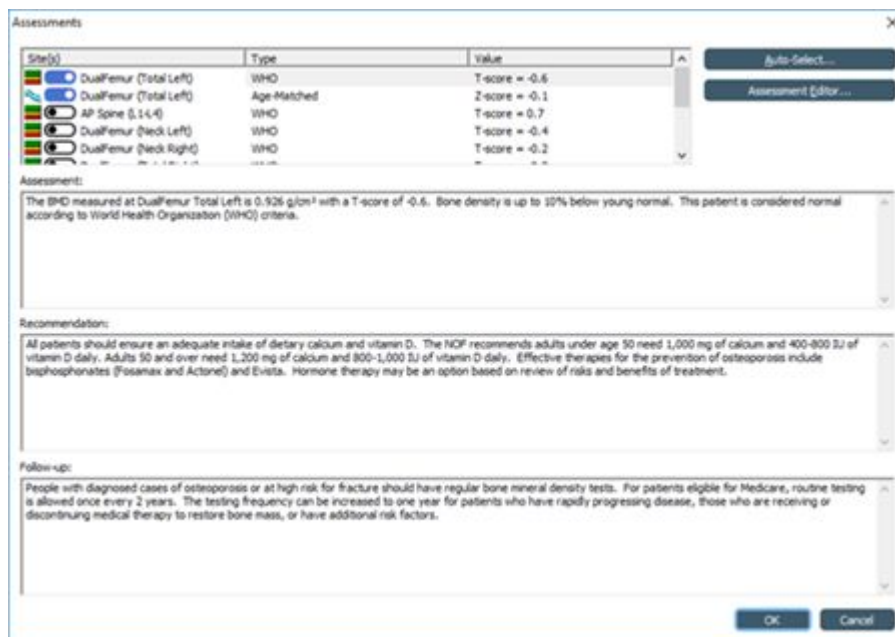 Assessments
Site(s) Type Value
DualFemur (Total Left) WHO T-score = -0.6
DualFemur (Total Left) Age-Matched Z-score = -0.1
AP Spine (L1-L4) WHO T-score = 0.7
DualFemur (Neck Left) WHO T-score = -0.4
DualFemur (Neck Right) WHO T-score = -0.2
Auto-Select...
Assessment Editor...
Assessment:
The BMD measured at DualFemur Total Left is 0.926 g/cm² with a T-score of -0.6. Bone density is up to 10% below young normal. This patient is considered normal
according to World Health Organization (WHO) criteria.
Recommendation:
All patients should ensure an adequate intake of dietary calcium and vitamin D. The NOF recommends adults under age 50 need 1,000 mg of calcium and 400-800 IU of
vitamin D daily. Adults 50 and over need 1,200 mg of calcium and 800-1,000 IU of vitamin D daily. Effective therapies for the prevention of osteoporosis include
bisphosphonates (Fosamax and Actonel) and Evista. Hormone therapy may be an option based on review of risks and benefits of treatment.
Follow-up:
People with diagnosed cases of osteoporosis or at high risk for fracture should have regular bone mineral density tests. For patients eligible for Medicare, routine testing
is allowed once every 2 years. The testing frequency can be increased to one year for patients who have rapidly progressing disease, those who are receiving or
discontinuing medical therapy to restore bone mass, or have additional risk factors.
OK Cancel